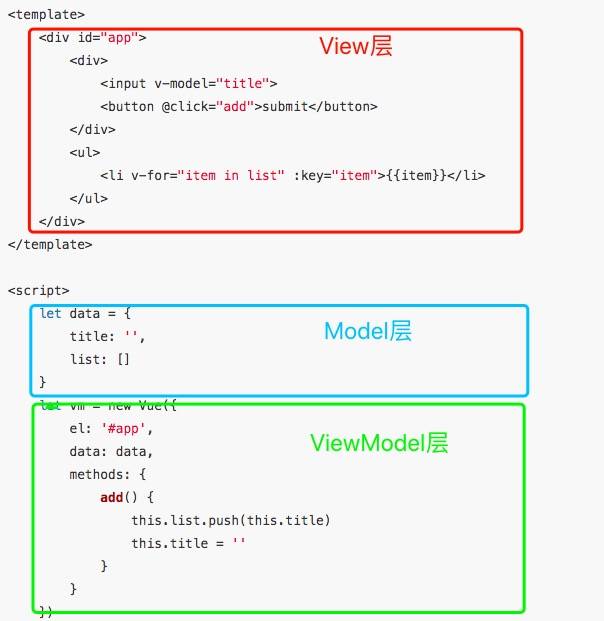 <template>
<div id="app">
View层
<div>
<input v-model="title">
<button @click="add">submit</button>
</div>
<ul>
<li v-for="item in list" :key="item">{{item}}</li>
</ul>
</div>
</template>
<script>
let data = {
title: '',
Model层
list: []
}
let vm = new Vue({
el: '#app',
ViewModel层
data: data,
methods: {
add() {
this.list.push(this.title)
this.title = ''
}
}
})